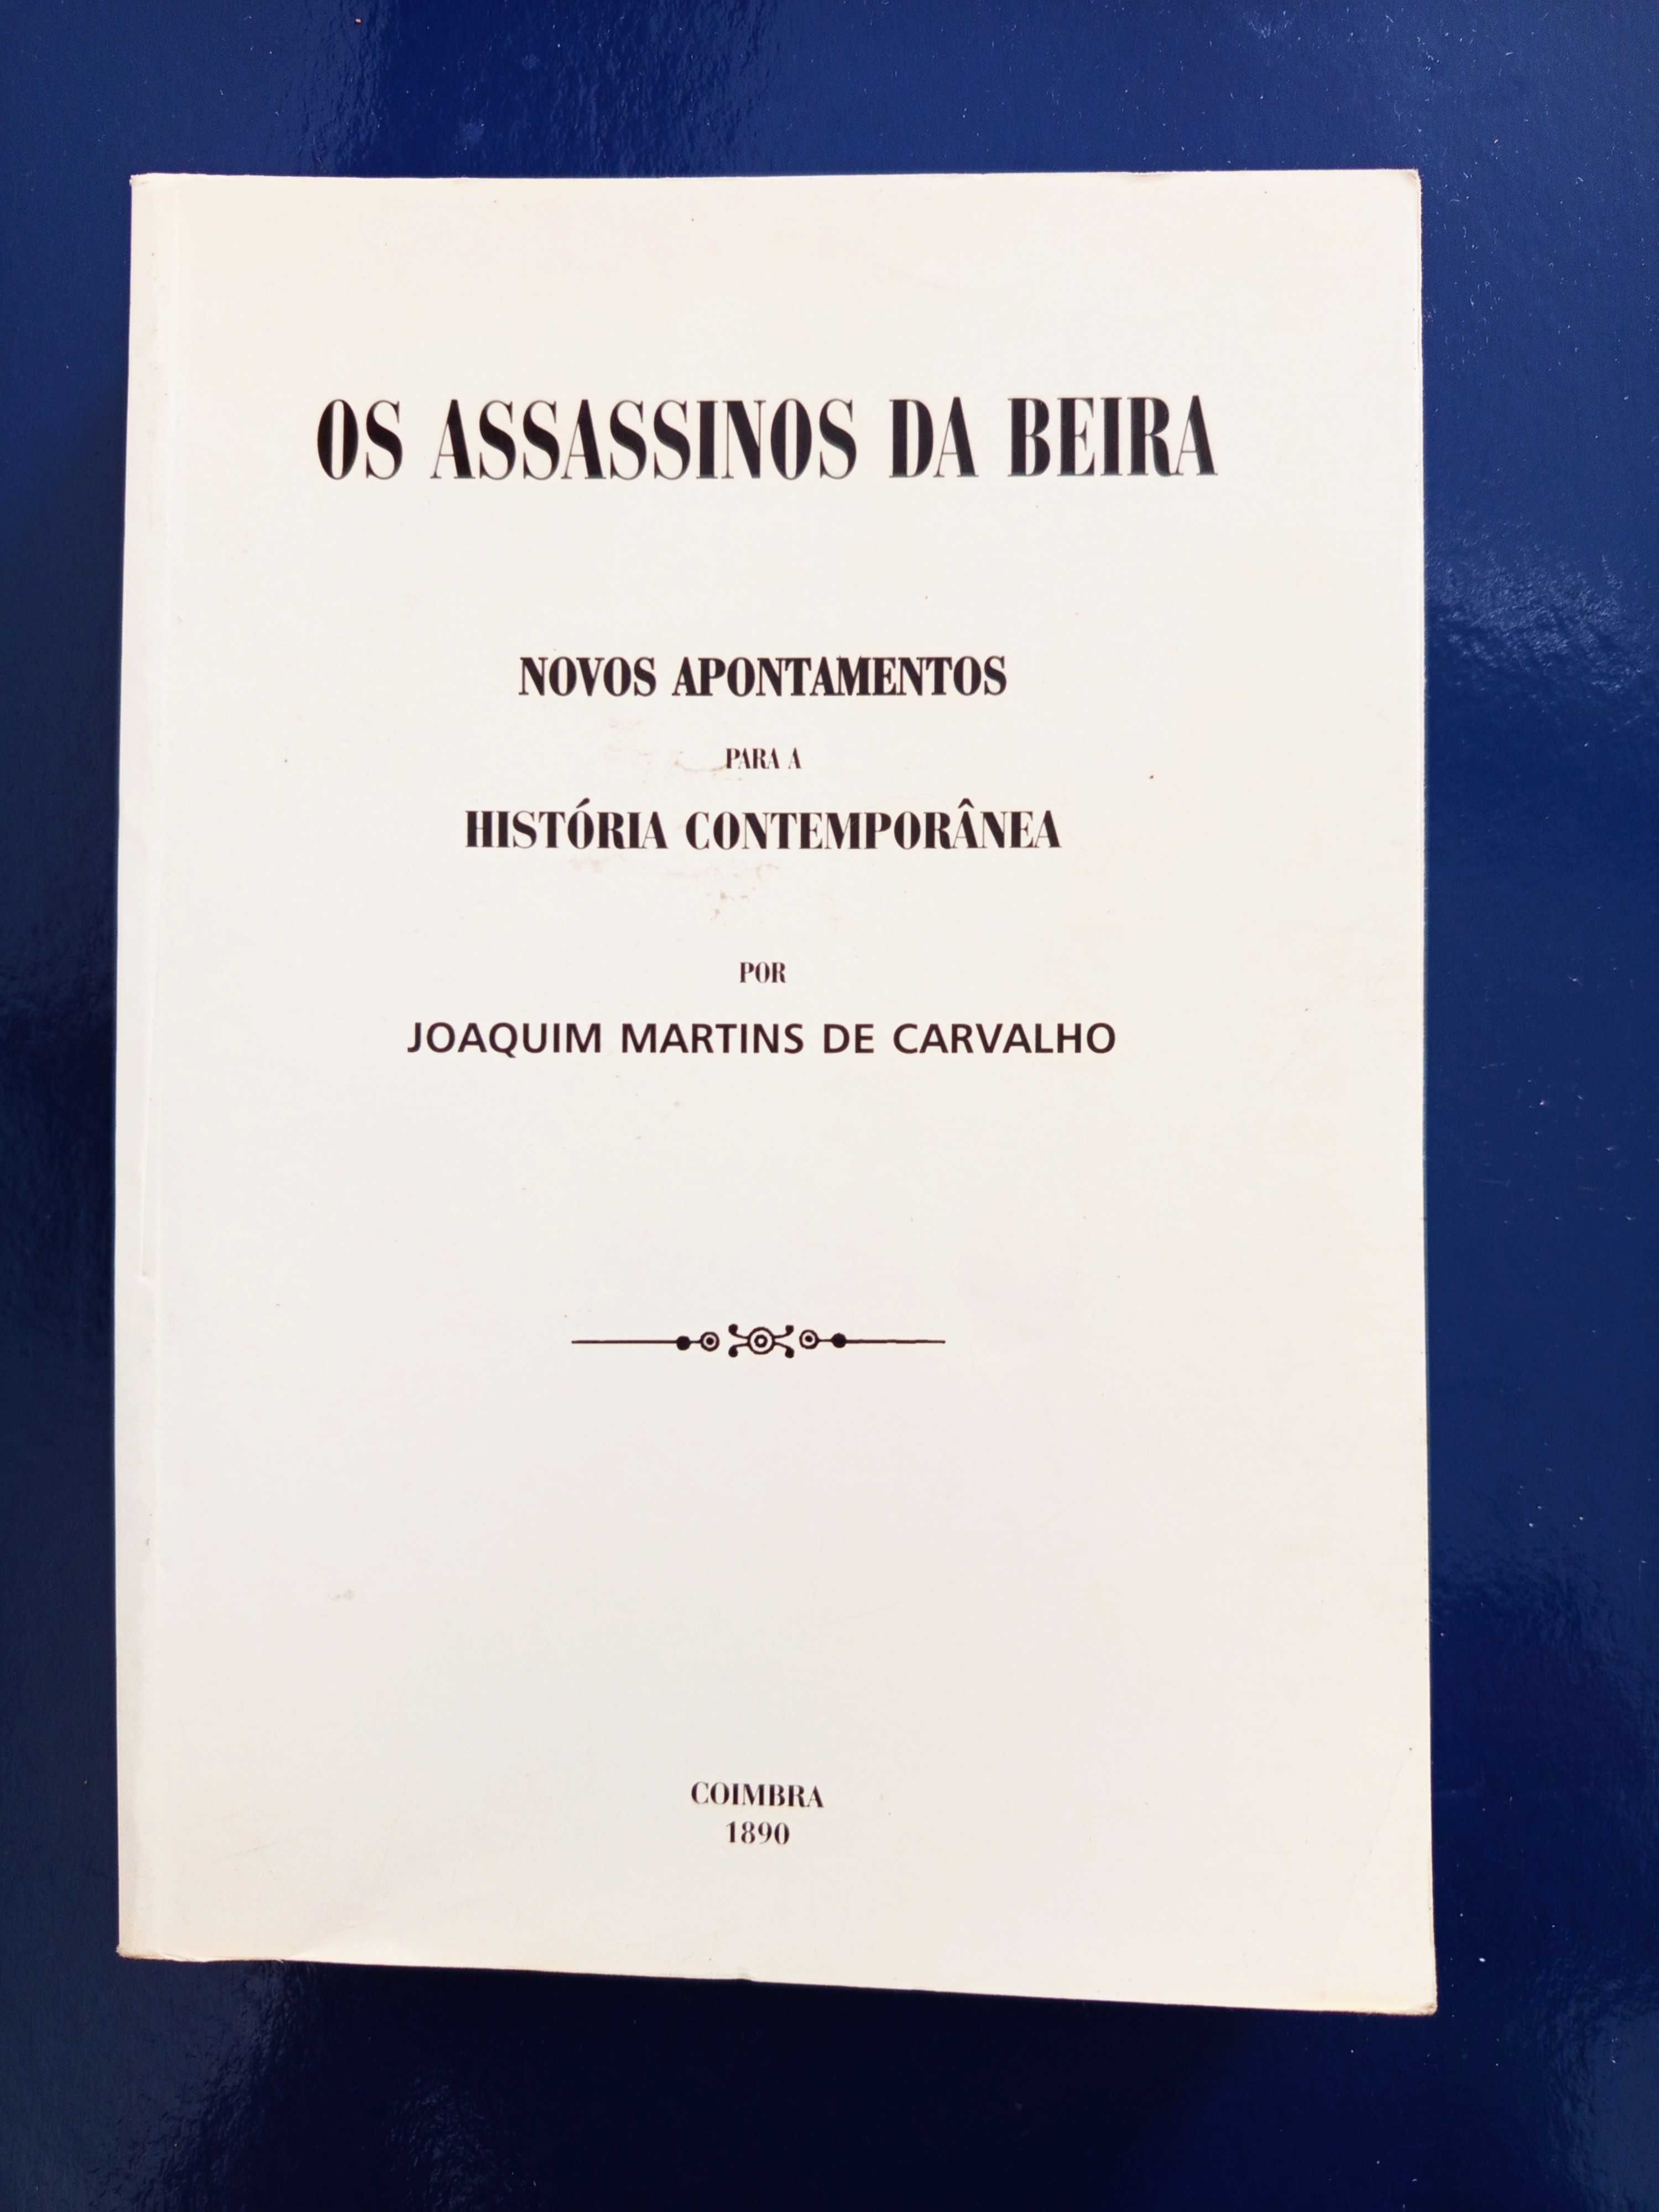 OS ASSASSINOS DA BEIRA
NOVOS APONTAMENTOS
PARA A
HISTÓRIA CONTEMPORÂNEA
POR
JOAQUIM MARTINS DE CARVALHO
COIMBRA
1890